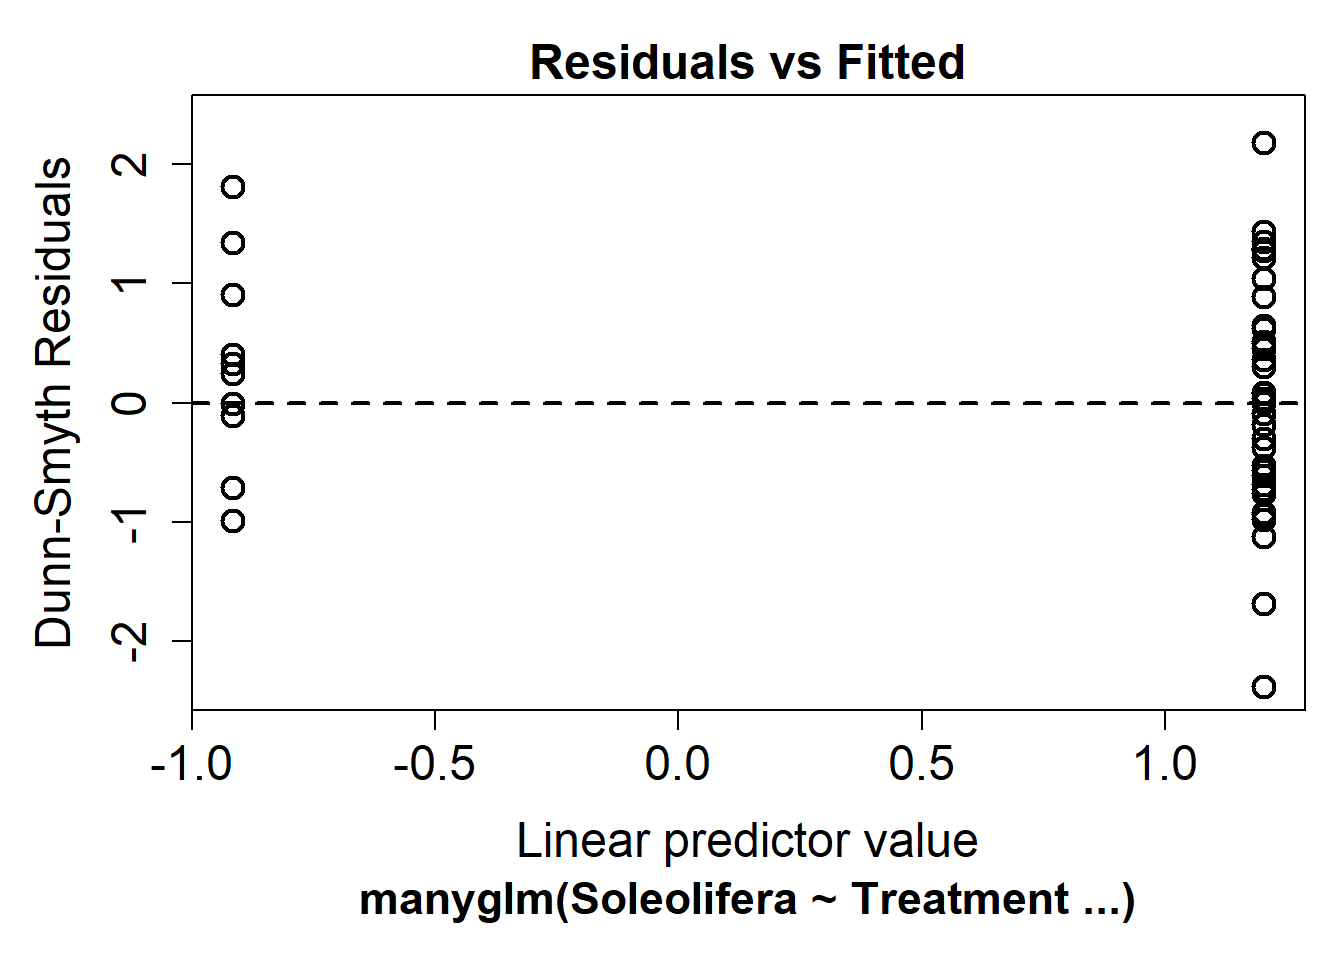 Residuals vs Fitted
Dunn-Smyth Residuals
2
1
0
-1
-2
-1.0 -0.5 0.0 0.5 1.0
Linear predictor value
manyglm(Soleolifera ~ Treatment ...)